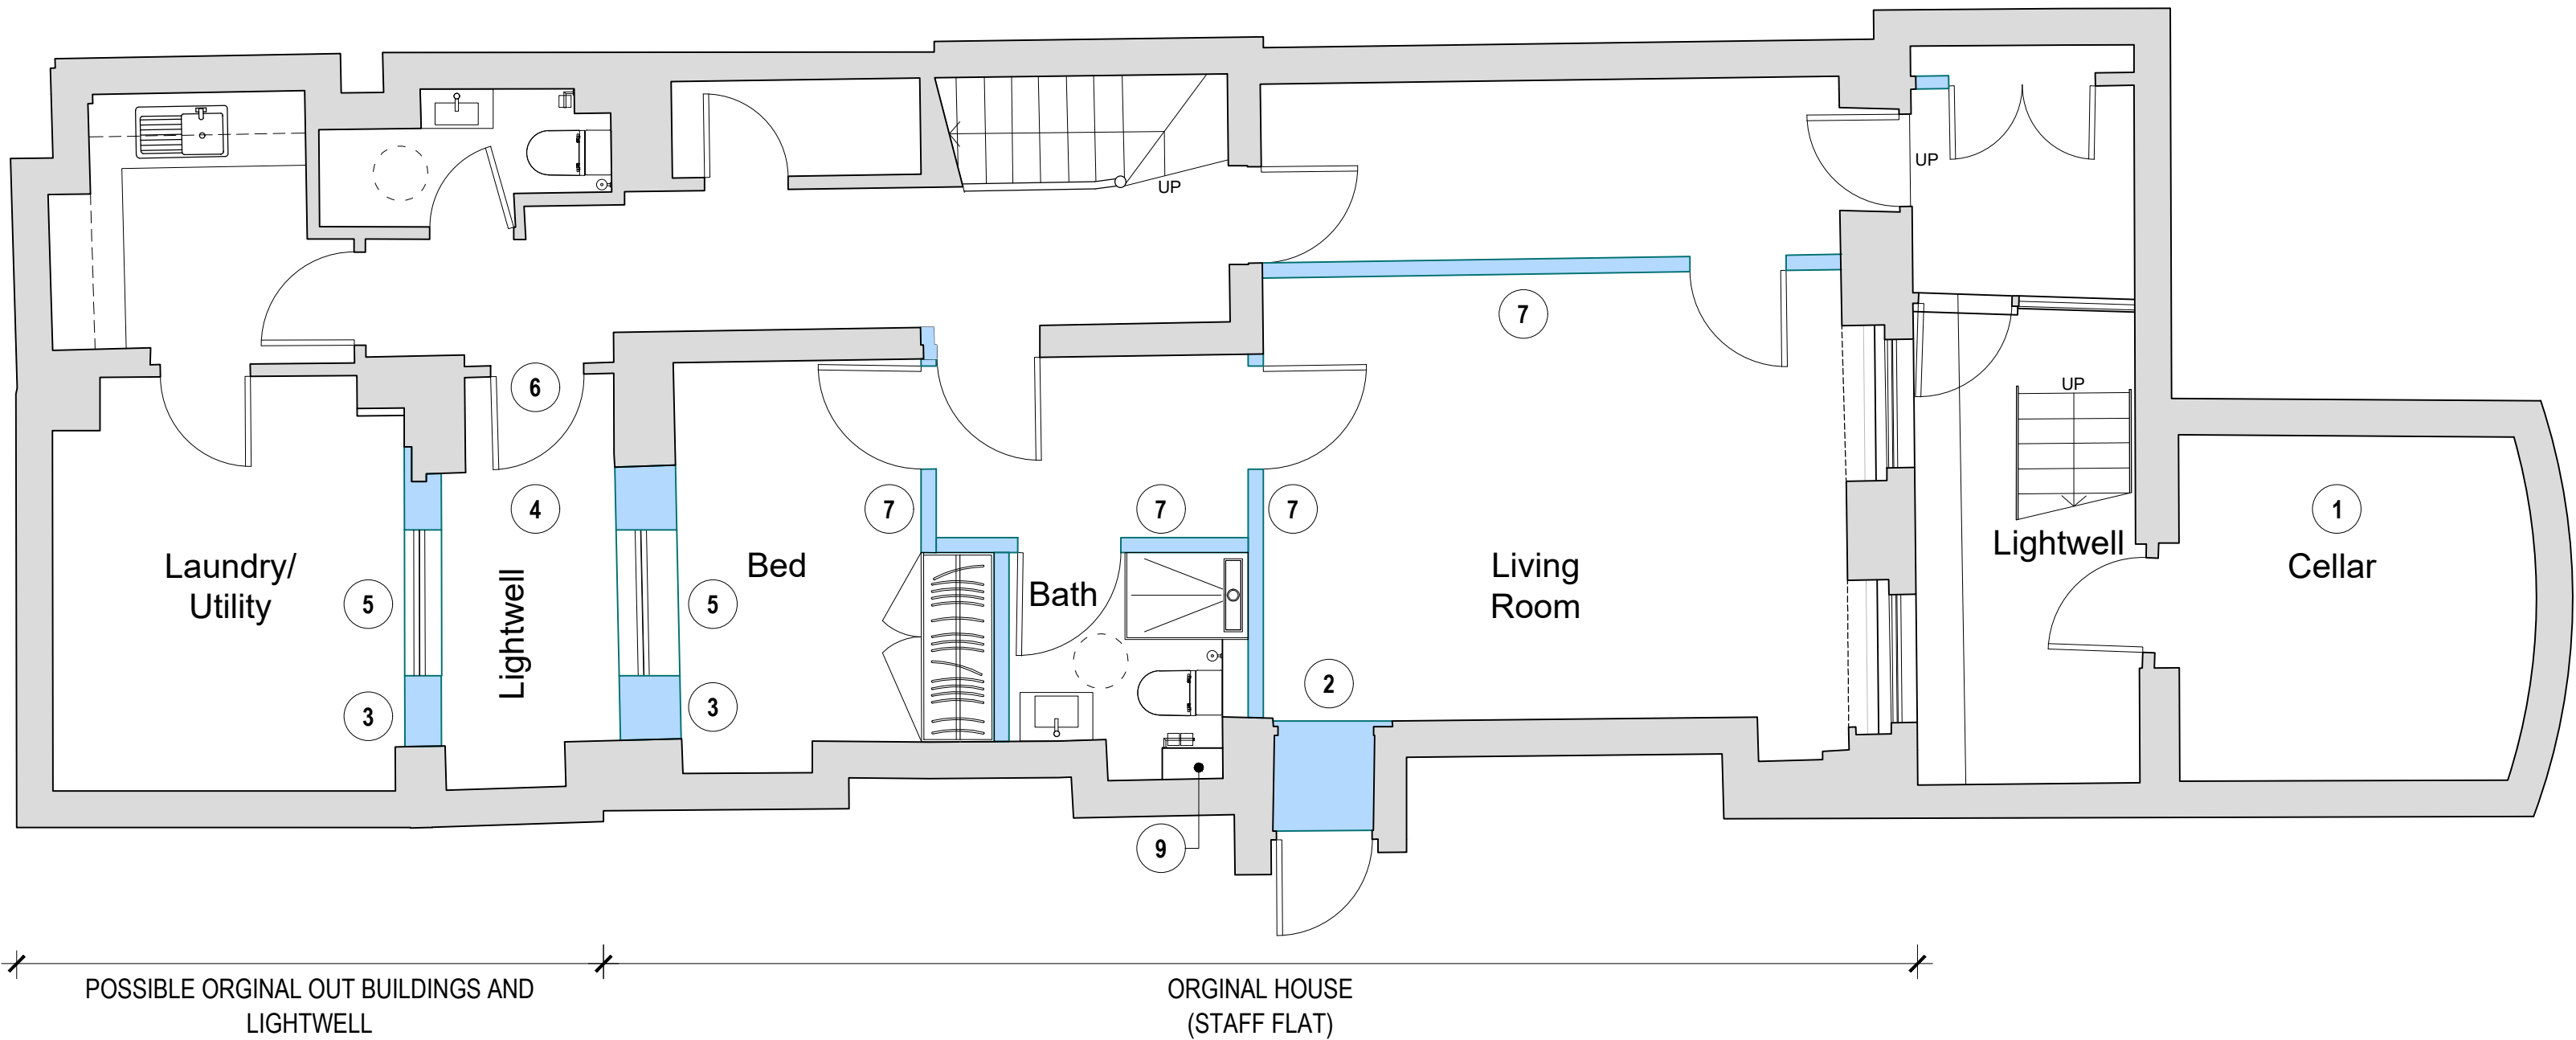 UP
UP
UP
7
6
7
4
7
7
1
Laundry/
Utility
Lightwell
Bed
Bath
Living
Room
Lightwell
Cellar
5
5
3
3
2
9
POSSIBLE ORGINAL OUT BUILDINGS AND
LIGHTWELL
ORGINAL HOUSE
(STAFF FLAT)